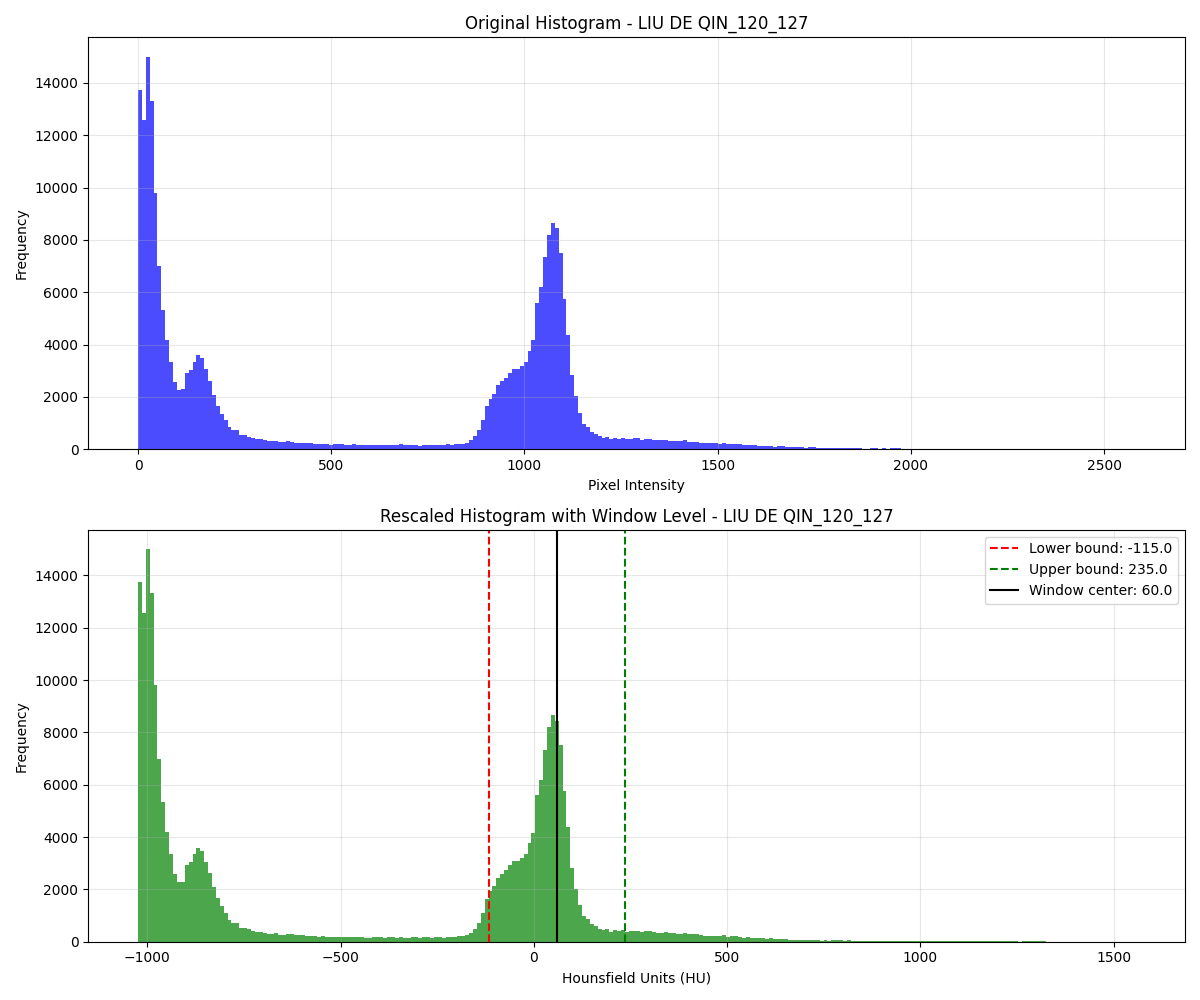 Original Histogram - LIU DE QIN_120_127
14000
12000
10000
8000
6000
4000
2000
0
Frequency
0 500 1000 1500 2000 2500
Pixel Intensity
Rescaled Histogram with Window Level - LIU DE QIN_120_127
Lower bound: -115.0
Upper bound: 235.0
Window center: 60.0
14000
12000
10000
8000
6000
4000
2000
0
Frequency
−1000 −500 0 500 1000 1500
Hounsfield Units (HU)